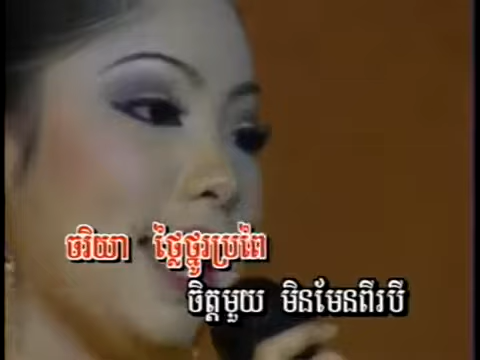 ចរិយា ថ្លៃថ្នូរប្រពៃ
ចិត្តមួយ មិនមែនពីរបី